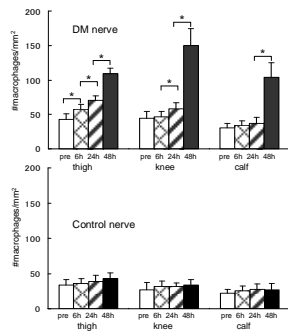 200
DM nerve
* * * * * *
150
#macrophages/mm²
100
50
0
pre 6h 24h 48h pre 6h 24h 48h pre 6h 24h 48h
thigh knee calf
200
150
Control nerve
#macrophages/mm²
100
50
0
pre 6h 24h 48h pre 6h 24h 48h pre 6h 24h 48h
thigh knee calf